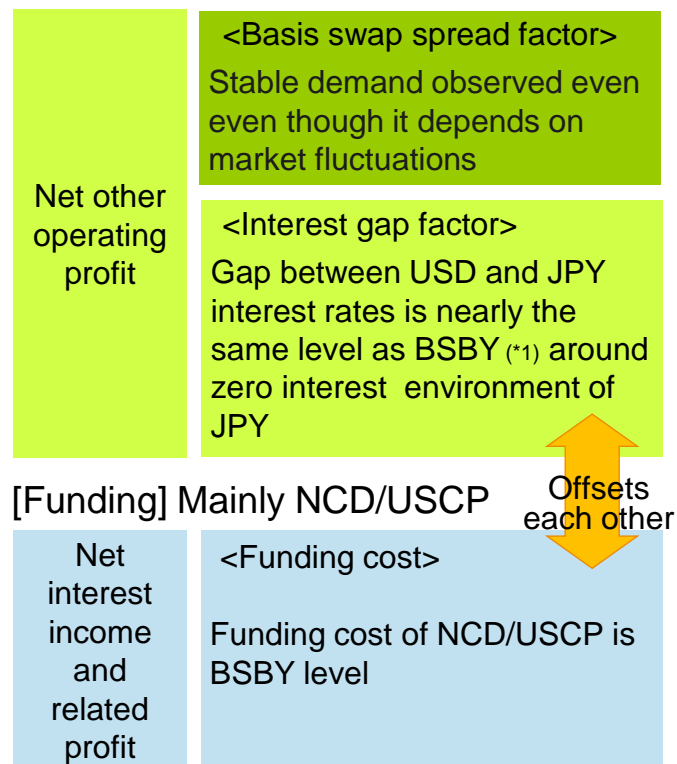 Net other
operating
profit
<Basis swap spread factor>
Stable demand observed even
even though it depends on
market fluctuations
<Interest gap factor>
Gap between USD and JPY
interest rates is nearly the
same level as BSBY (*1) around
zero interest  environment of
JPY
[Funding] Mainly NCD/USCP
Offsets
each other
Net
interest
income
and
related
profit
<Funding cost>
Funding cost of NCD/USCP is
BSBY level